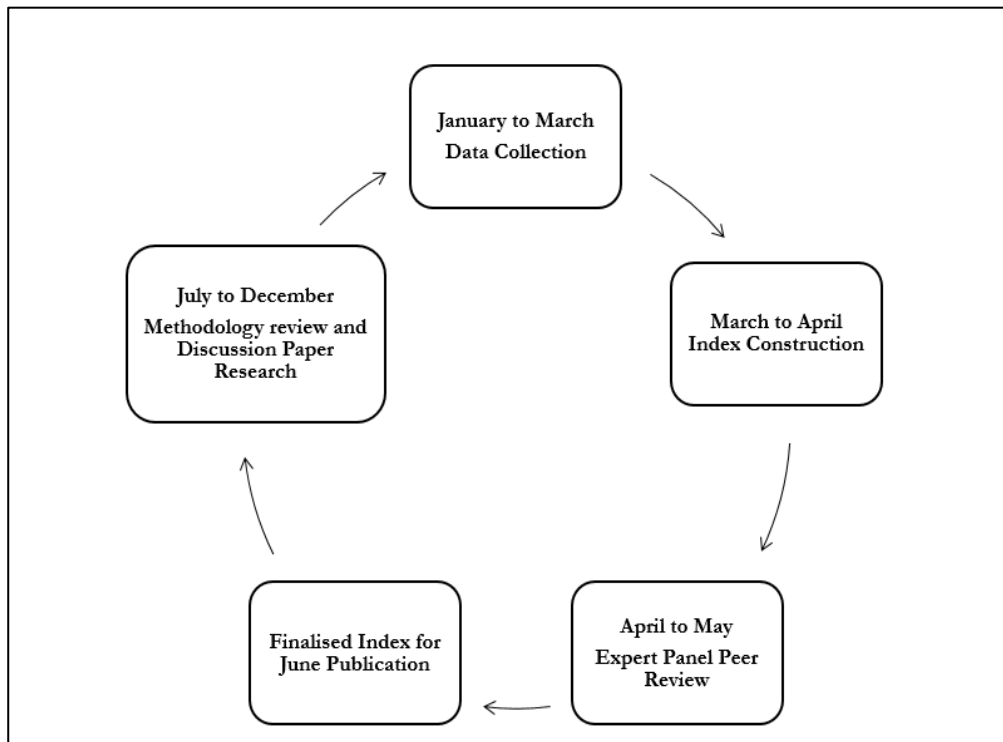 January to March
Data Collection
March to April
Index Construction
April to May
Expert Panel Peer
Review
Finalised Index for
June Publication
July to December
Methodology review and
Discussion Paper
Research